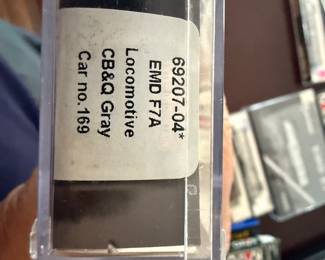 69207-04*
EMD F7A
Locomotive
CB&Q Gray
Car no.169